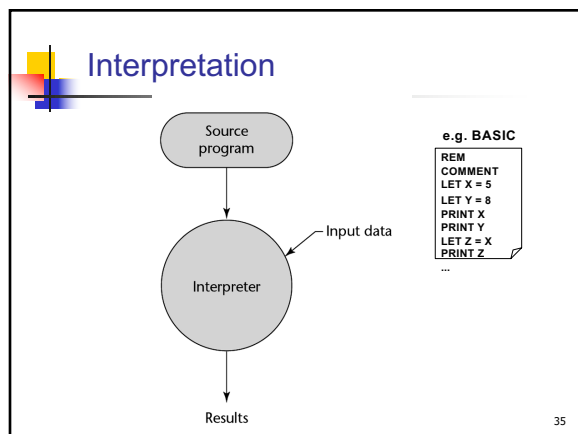 Interpretation
Source
program
Input data
Interpreter
Results
e.g. BASIC
REM
COMMENT
LET X = 5
LET Y = 8
PRINT X
PRINT Y
LET Z = X
PRINT Z
...
35